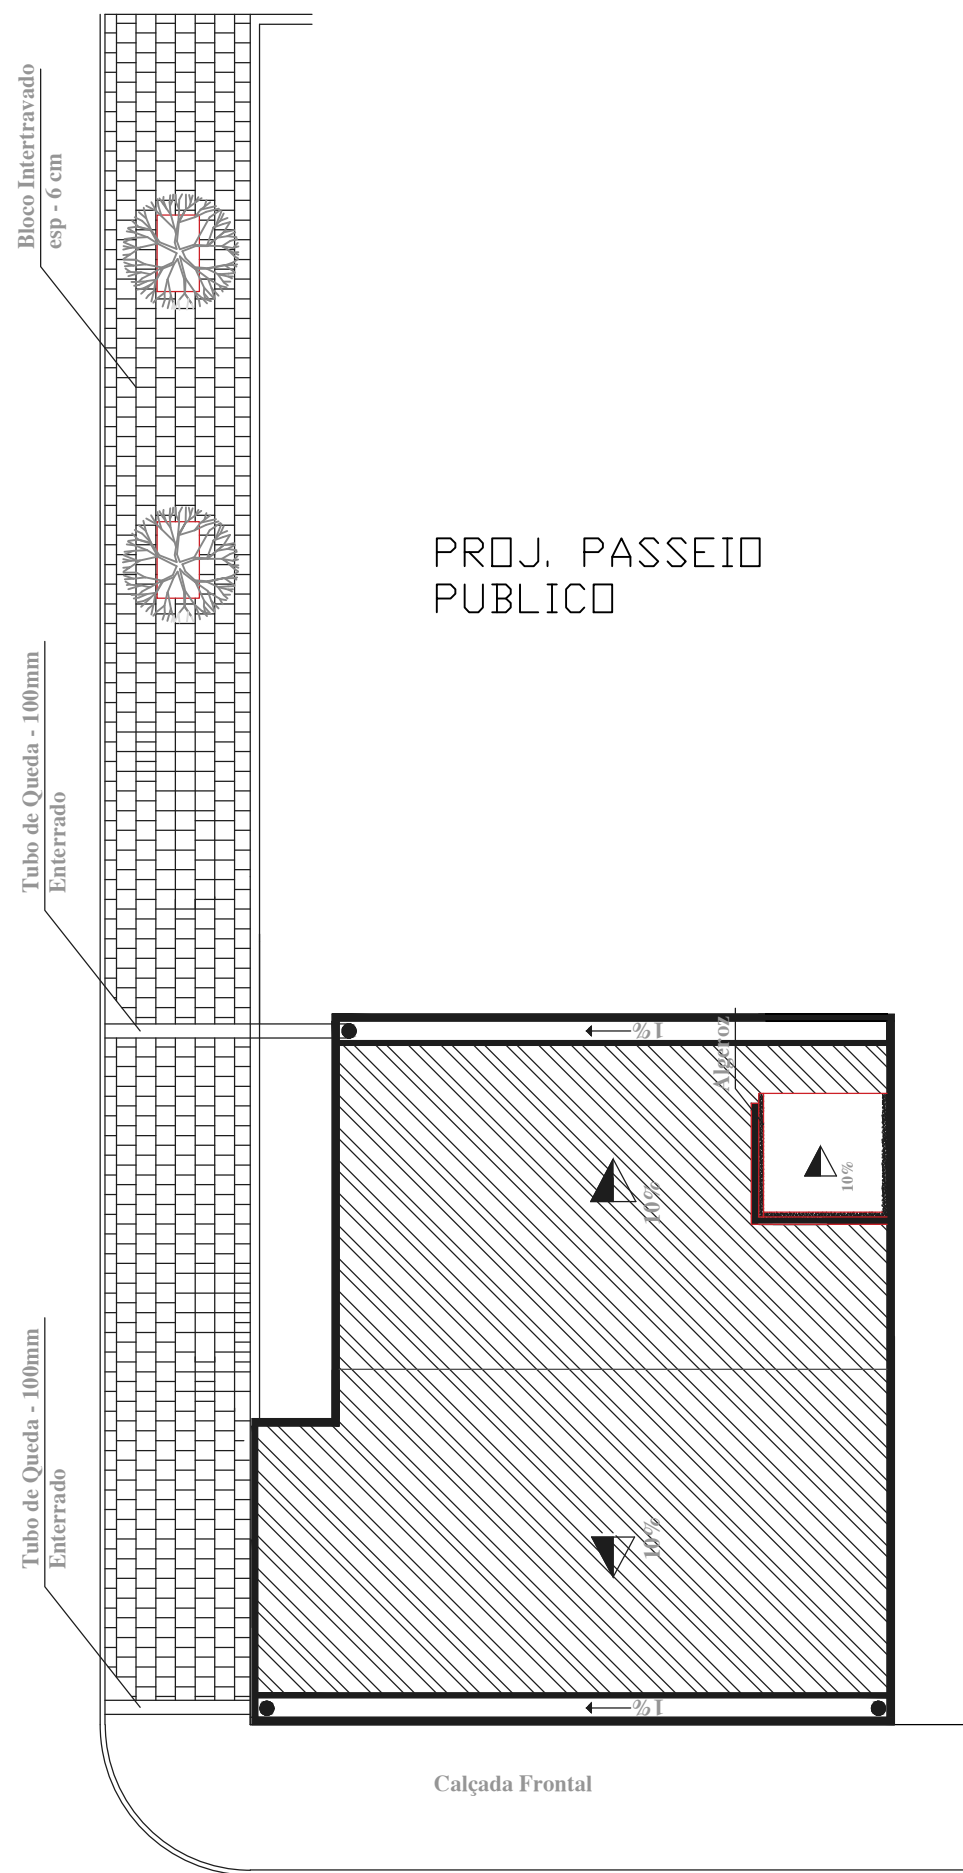 Bloco Intertravado
esp - 6 cm
PROJ. PASSEIO
PUBLICO
Tubo de Queda - 100mm
Enterrado
1%
Algeroz
10%
10%
Tubo de Queda - 100mm
Enterrado
10%
1%
Calçada Frontal